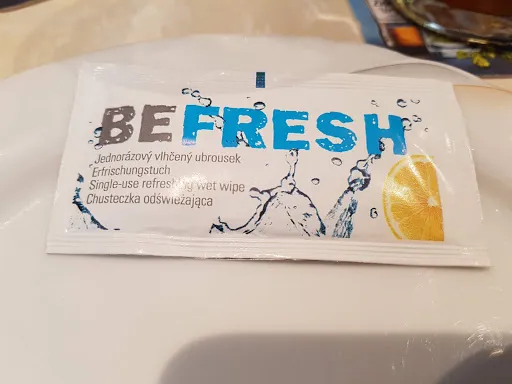 BEFRESH
Jednorázový vlhčený ubrousek
Erfrischungstuch
Single-use refreshing wet wipe
Chusteczka odświeżająca